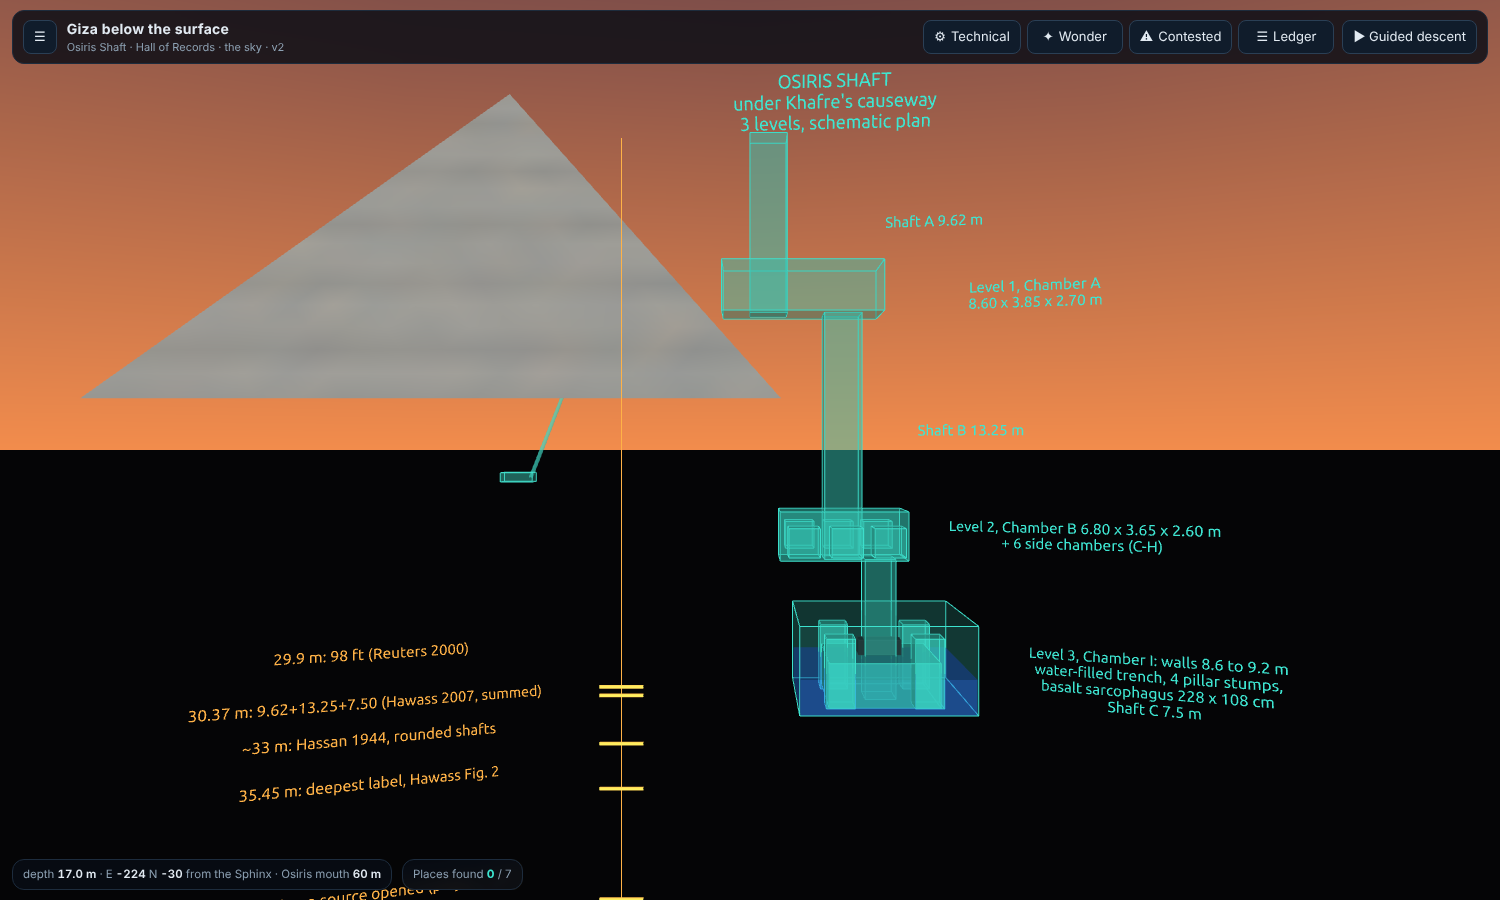 Giza below the surface
Osiris Shaft · Hall of Records · the sky · v2
Technical
Wonder
Contested
Ledger
Guided descent
OSIRIS SHAFT
under Khafre's causeway
3 levels, schematic plan
Shaft A 9.62 m
Level 1, Chamber A
8.60 x 3.85 x 2.70 m
Shaft B 13.25 m
Level 2, Chamber B 6.80 x 3.65 x 2.60 m
+ 6 side chambers (C-H)
29.9 m: 98 ft (Reuters 2000)
30.37 m: 9.62+13.25+7.50 (Hawass 2007, summed)
~33 m: Hassan 1944, rounded shafts
35.45 m: deepest label, Hawass Fig. 2
Level 3, Chamber I: walls 8.6 to 9.2 m
water-filled trench, 4 pillar stumps,
basalt sarcophagus 228 x 108 cm
Shaft C 7.5 m
source opened
depth 17.0 m · E -224 N -30 from the Sphinx · Osiris mouth 60 m
Places found 0 / 7